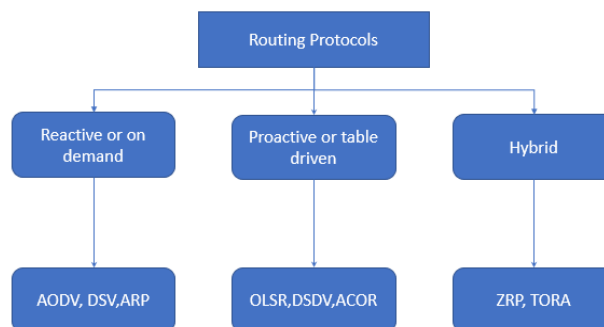 Routing Protocols
Reactive or on
demand
Proactive or table
driven
Hybrid
AODV, DSV,ARP
OLSR,DSDV,ACOR
ZRP, TORA